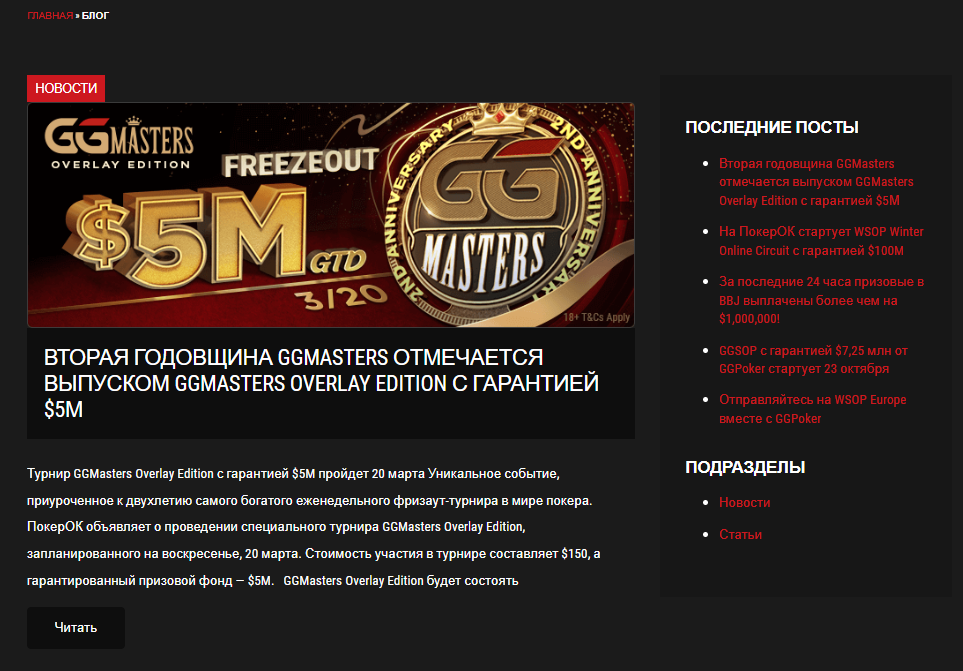 ГЛАВНАЯ » БЛОГ
НОВОСТИ
GGMASTERS
OVERLAY EDITION
FREEZEOUT
$5M GTD
3/20
2ND ANNIVERSARY
2ND ANNIVERSARY
GG
MASTERS
18+ T&Cs Apply
ВТОРАЯ ГОДОВЩИНА GGMASTERS ОТМЕЧАЕТСЯ
ВЫПУСКОМ GGMASTERS OVERLAY EDITION С ГАРАНТИЕЙ
$5M
Турнир GGMasters Overlay Edition с гарантией $5M пройдет 20 марта Уникальное событие,
приуроченное к двухлетию самого богатого еженедельного фризаут-турнира в мире покера.
ПокерОК объявляет о проведении специального турнира GGMasters Overlay Edition,
запланированного на воскресенье, 20 марта. Стоимость участия в турнире составляет $150, а
гарантированный призовой фонд — $5M. GGMasters Overlay Edition будет состоять
Читать
ПОСЛЕДНИЕ ПОСТЫ
Вторая годовщина GGMasters
отмечается выпуском GGMasters
Overlay Edition с гарантией $5M
На ПокерОК стартует WSOP Winter
Online Circuit с гарантией $100M
За последние 24 часа призовые в
BBJ выплачены более чем на
$1,000,000!
GGSOP с гарантией $7,25 млн от
GGPoker стартует 23 октября
Отправляйтесь на WSOP Europe
вместе с GGPoker
ПОДРАЗДЕЛЫ
Новости
Статьи